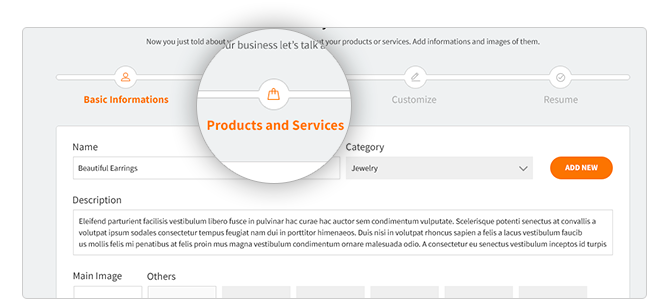 Now you just told about your business let's talk a at your products or services. Add informations and images of them.
Basic Informations
Products and Services
Customize
Resume
Name
Category
Beautiful Earrings
Jewelry
ADD NEW
Description
Eleifend parturient facilisis vestibulum libero fusce in pulvinar hac curae hac auctor sem condimentum vulputate. Scelerisque potenti senectus at convallis a
volutpat ipsum sodales consectetur tempus feugiat nam dui in porttitor himenaeos. Duis nisi in volutpat rhoncus sapien a felis a lacus vestibulum faucib
us mollis felis mi penatibus at felis proin mus magna vestibulum condimentum ornare malesuada odio. A consectetur eu senectus vestibulum inceptos id turpis
Main Image
Others